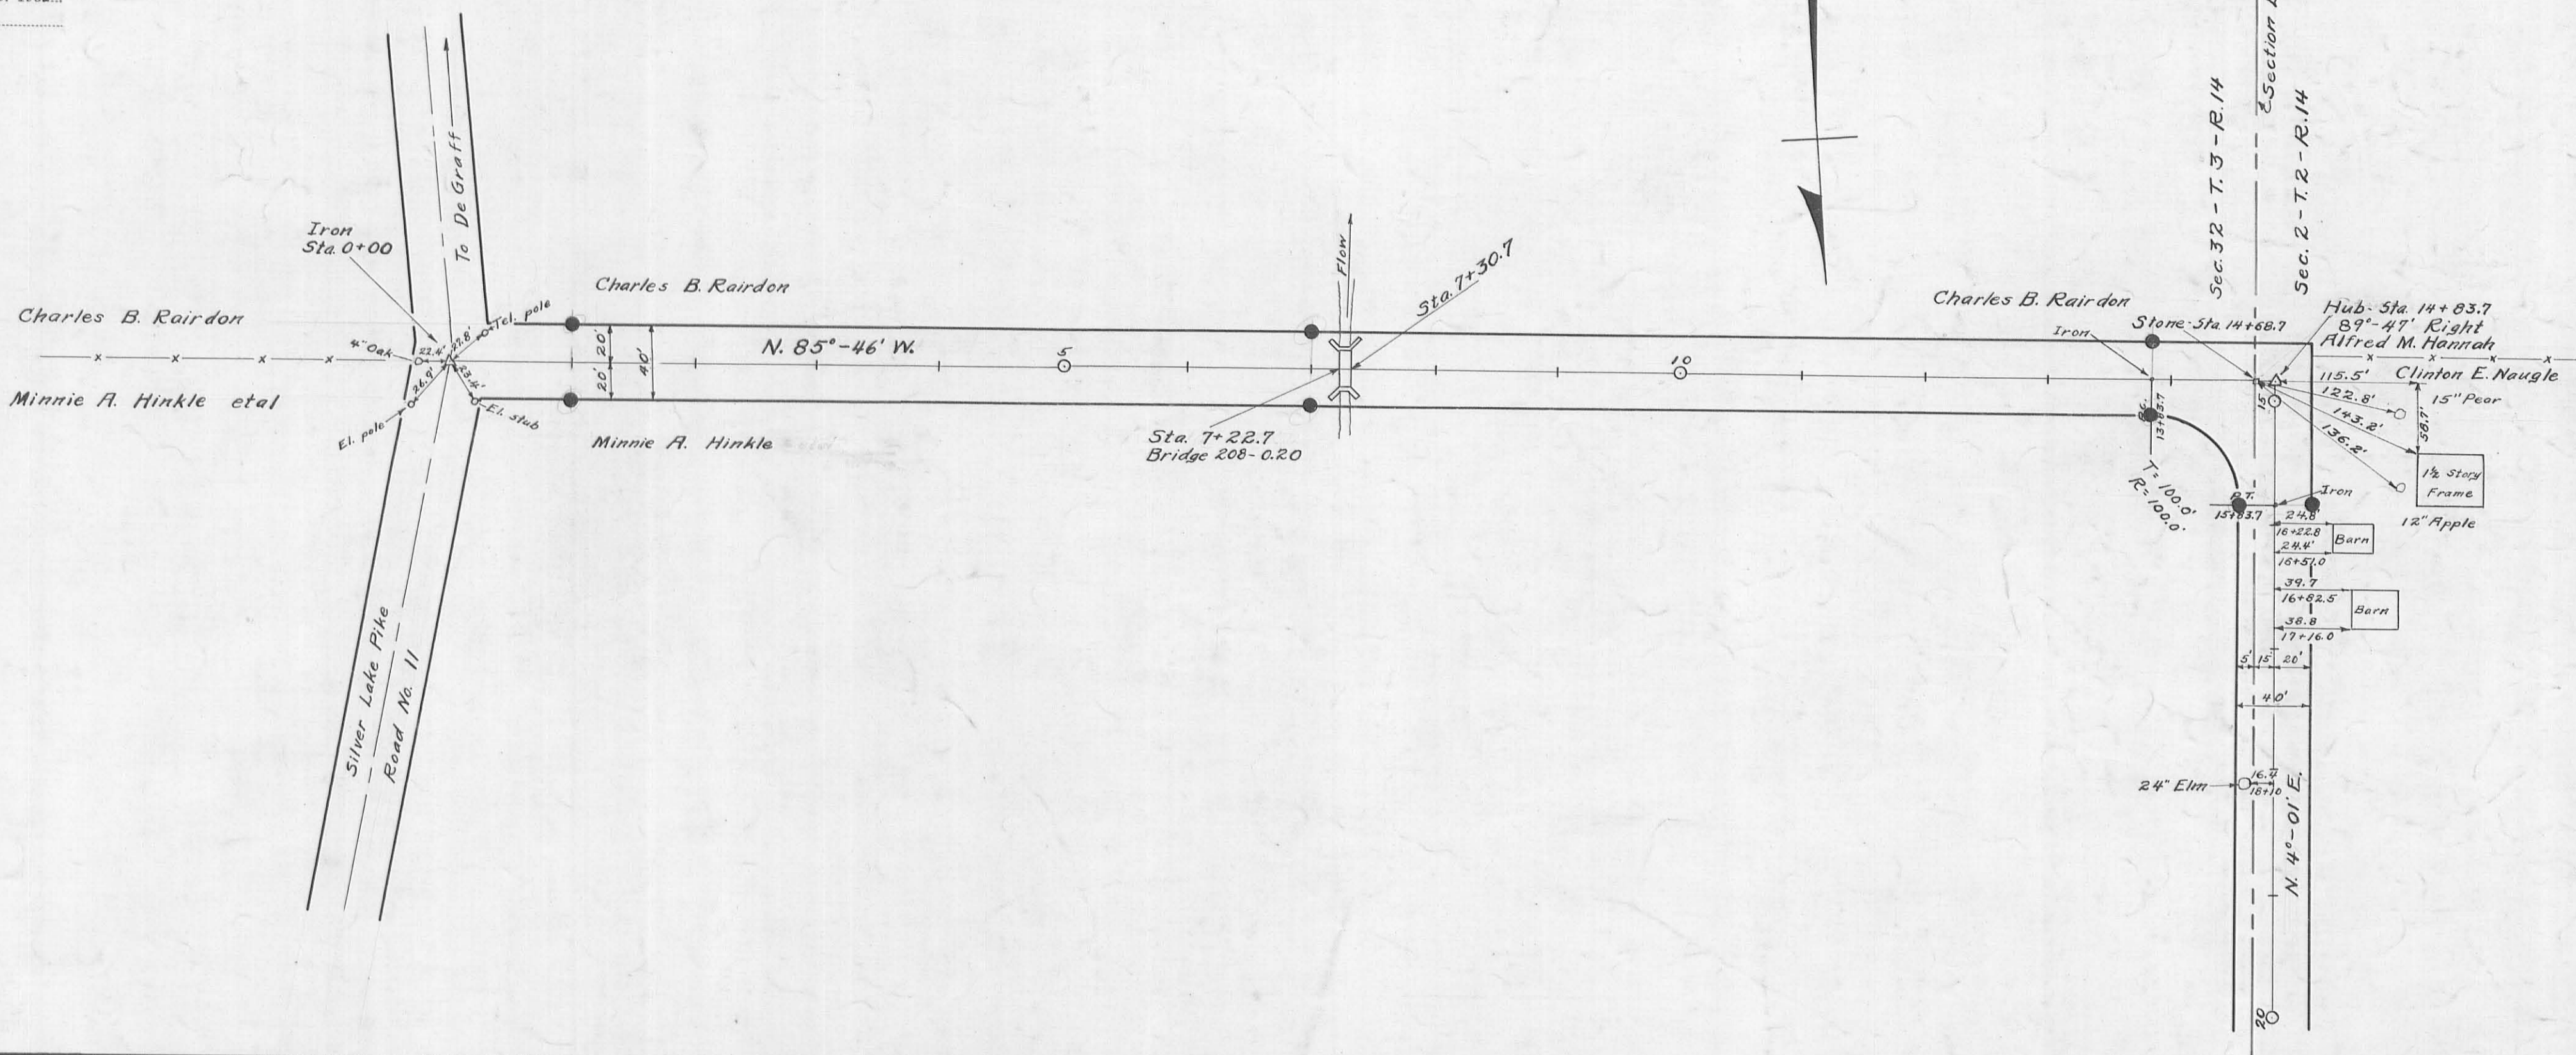 To De Graff
Iron
Sta. 0+00
Charles B. Rairdon
Minnie A. Hinkle etal
4" Oak
22.4'
27.8'
Tel. pole
26.9'
El. pole
23.4'
El. stub
Silver Lake Pike
Road No. 11
Charles B. Rairdon
20'
20'
40'
N. 85°-46' W.
Minnie A. Hinkle
5
Flow
Sta. 7+30.7
Sta. 7+22.7
Bridge 208-0.20
10
Sec. 32 - T. 3 - R. 14
Sec. 2 - T. 2 - R. 14
Charles B. Rairdon
Iron
Stone-Sta. 14+68.7
Hub-Sta. 14+83.7
89°-47' Right
Alfred M. Hannah
Clinton E. Naugle
115.5'
122.8'
143.2'
136.2'
58.7'
15" Pear
1½ Story
Frame
12" Apple
15
P.C.
13+83.7
T=100.0'
R=100.0'
P.T.
15+83.7
Iron
24.8'
16+22.8
24.4'
16+51.0
Barn
39.7
16+82.5
38.8
17+16.0
Barn
5'
15'
20'
40'
24" Elm
16.4
18+10
N. 4°-01' E.
20